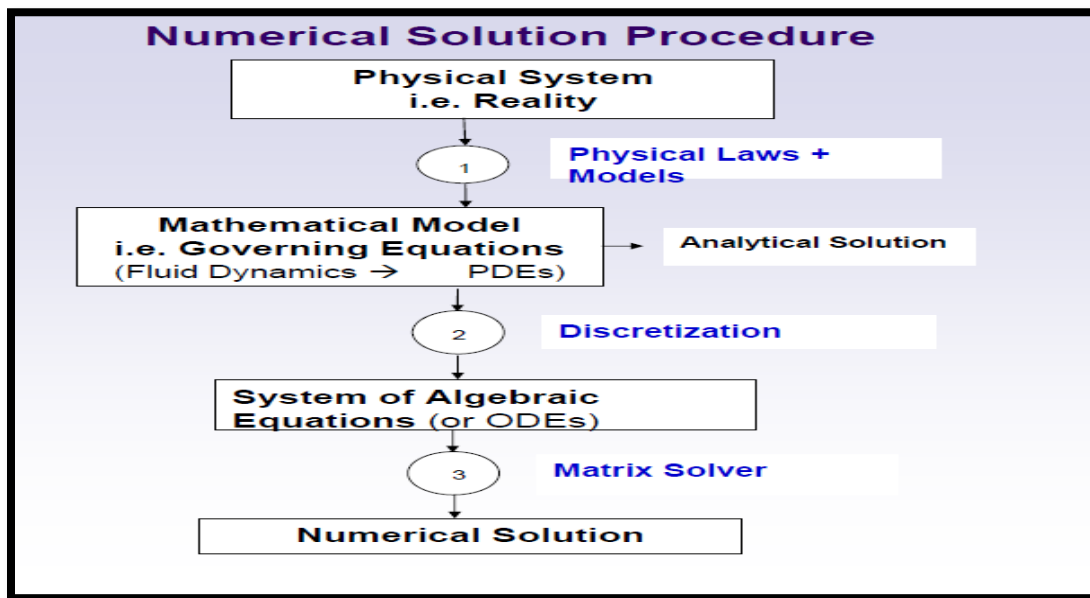 Numerical Solution Procedure
Physical System
i.e. Reality
1
Physical Laws +
Models
Mathematical Model
i.e. Governing Equations
(Fluid Dynamics → PDEs)
Analytical Solution
2
Discretization
System of Algebraic
Equations (or ODEs)
3
Matrix Solver
Numerical Solution